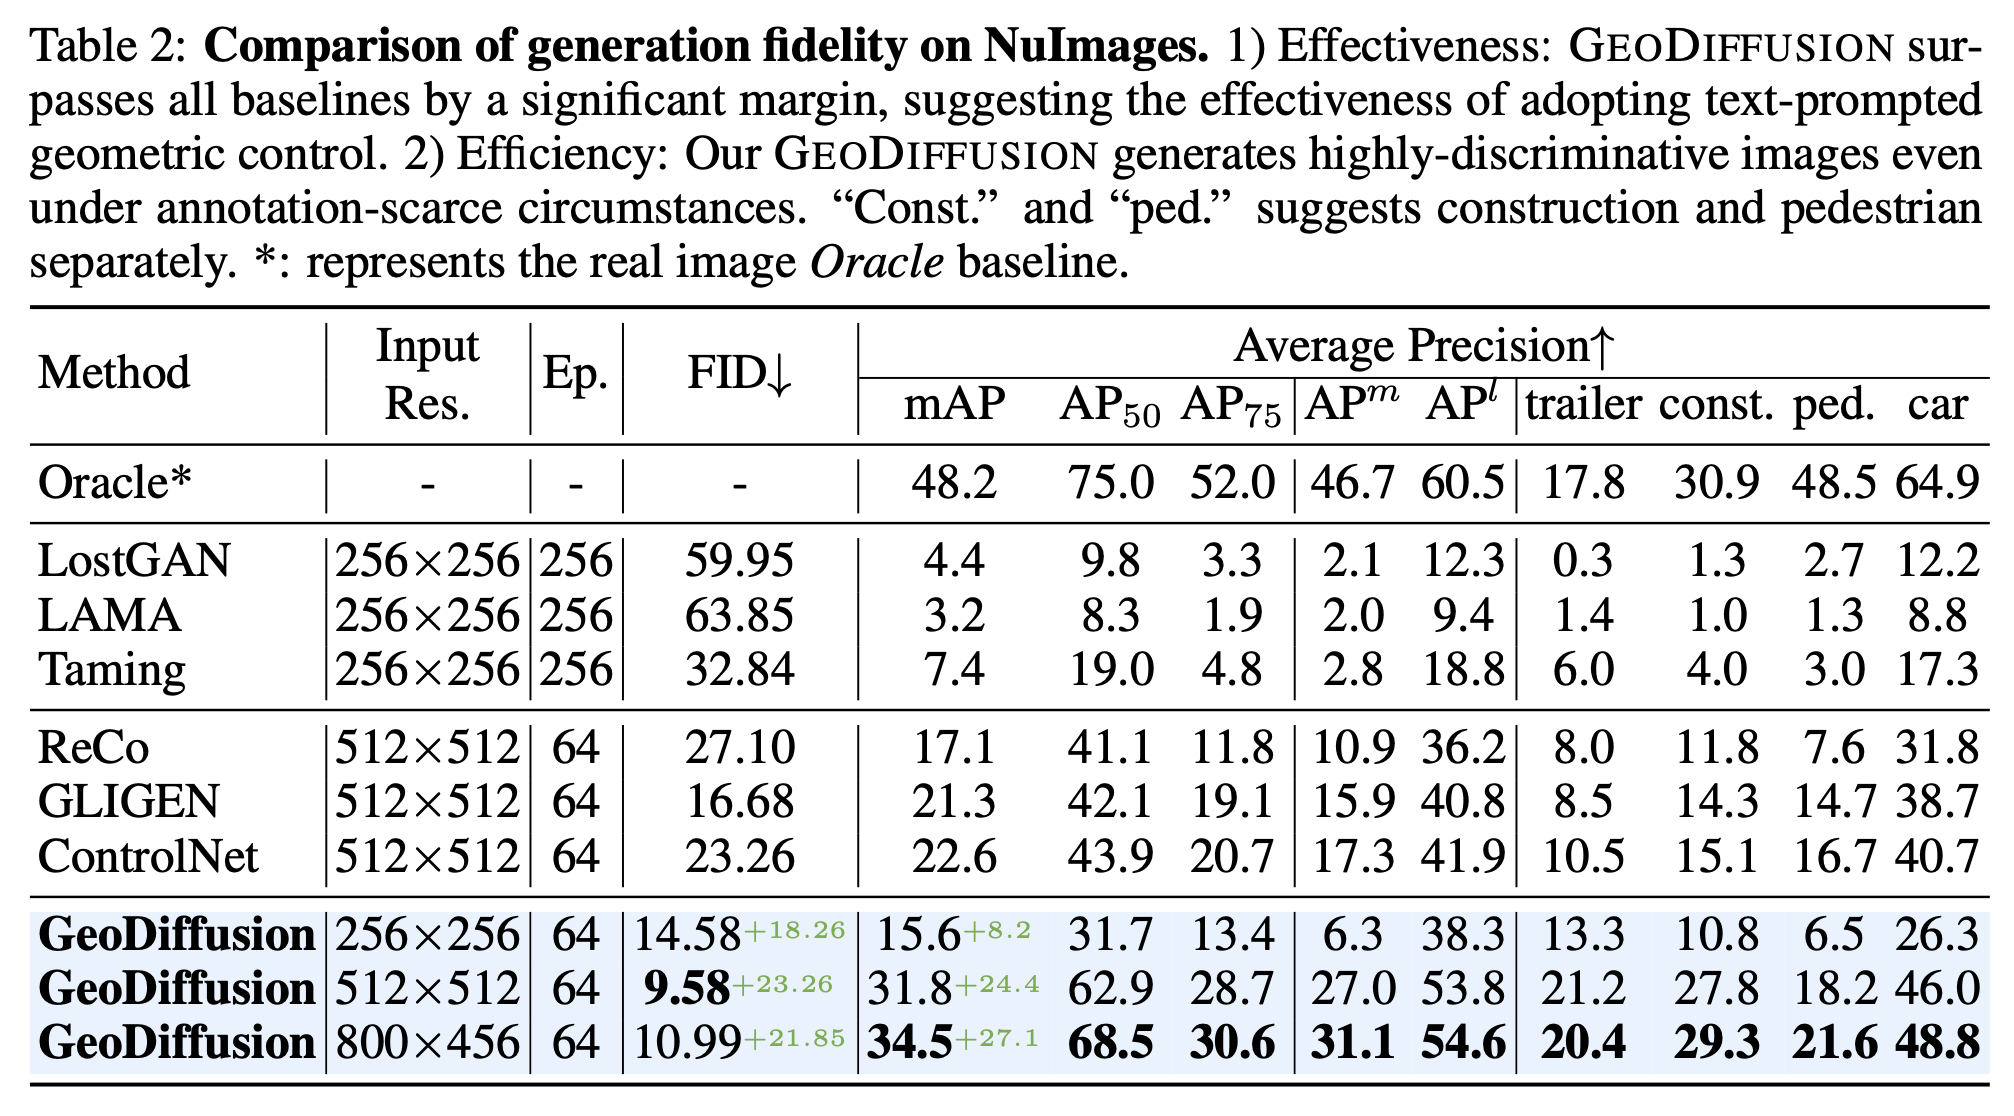 Table 2: Comparison of generation fidelity on NuImages. 1) Effectiveness: GEODIFFUSION sur-
passes all baselines by a significant margin, suggesting the effectiveness of adopting text-prompted
geometric control. 2) Efficiency: Our GEODIFFUSION generates highly-discriminative images even
under annotation-scarce circumstances. “Const.” and “ped.” suggests construction and pedestrian
separately. *: represents the real image Oracle baseline.
Method Input Res. Ep. FID↓ Average Precision↑
mAP AP50 AP75 APm APl trailer const. ped. car
Oracle* - - - 48.2 75.0 52.0 46.7 60.5 17.8 30.9 48.5 64.9
LostGAN 256×256 256 59.95 4.4 9.8 3.3 2.1 12.3 0.3 1.3 2.7 12.2
LAMA 256×256 256 63.85 3.2 8.3 1.9 2.0 9.4 1.4 1.0 1.3 8.8
Taming 256×256 256 32.84 7.4 19.0 4.8 2.8 18.8 6.0 4.0 3.0 17.3
ReCo 512×512 64 27.10 17.1 41.1 11.8 10.9 36.2 8.0 11.8 7.6 31.8
GLIGEN 512×512 64 16.68 21.3 42.1 19.1 15.9 40.8 8.5 14.3 14.7 38.7
ControlNet 512×512 64 23.26 22.6 43.9 20.7 17.3 41.9 10.5 15.1 16.7 40.7
GeoDiffusion 256×256 64 14.58+18.26 15.6+8.2 31.7 13.4 6.3 38.3 13.3 10.8 6.5 26.3
GeoDiffusion 512×512 64 9.58+23.26 31.8+24.4 62.9 28.7 27.0 53.8 21.2 27.8 18.2 46.0
GeoDiffusion 800×456 64 10.99+21.85 34.5+27.1 68.5 30.6 31.1 54.6 20.4 29.3 21.6 48.8